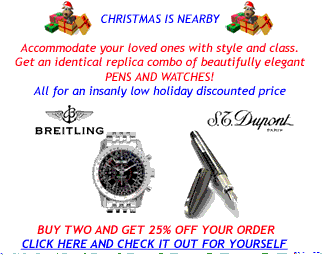 CHRISTMAS IS NEARBY
Accommodate your loved ones with style and class.
Get an identical replica combo of beautifully elegant
PENS AND WATCHES!
All for an insanly low holiday discounted price
BREITLING
S.T. Dupont
PARIS
BUY TWO AND GET 25% OFF YOUR ORDER
CLICK HERE AND CHECK IT OUT FOR YOURSELF